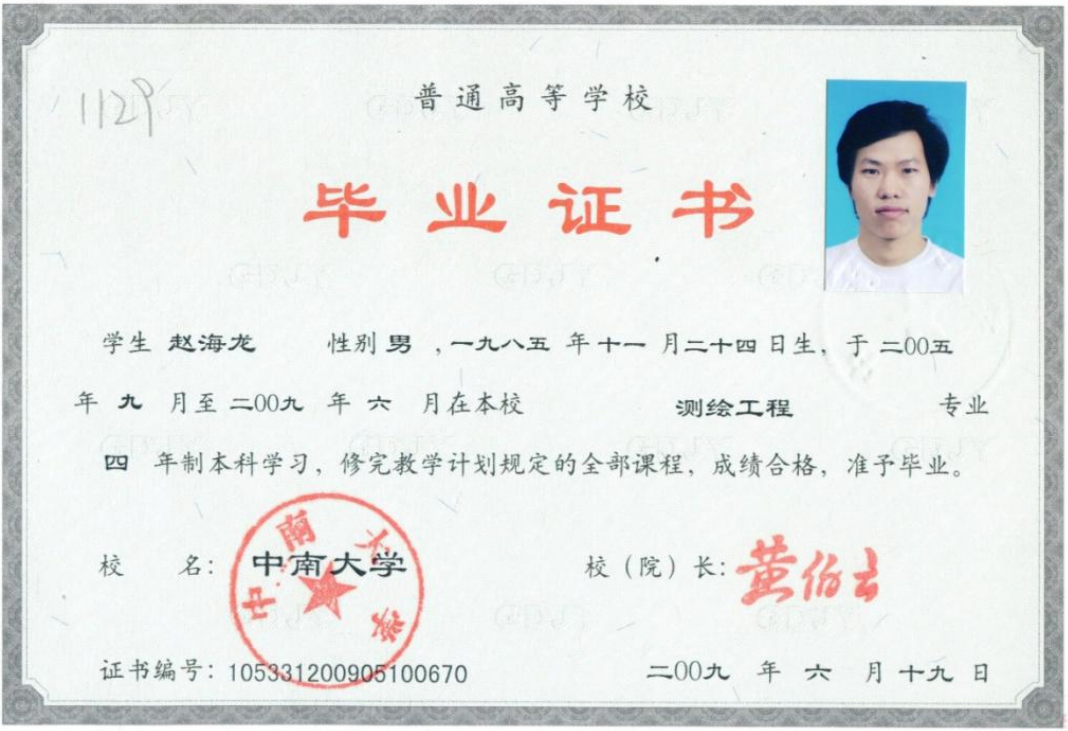 1129
普通高等学校
毕业证书
学生 赵海龙 性别 男 ,一九八五 年 十一 月 二十四 日生, 于 二00五
年 九 月至 二00九 年 六 月在本校 测绘工程 专业
四 年制本科学习, 修完教学计划规定的全部课程, 成绩合格, 准予毕业。
校 名: 中南大学 校(院)长: 黄伯云
中南大学
证书编号: 105331200905100670 二00九 年 六 月 十九 日